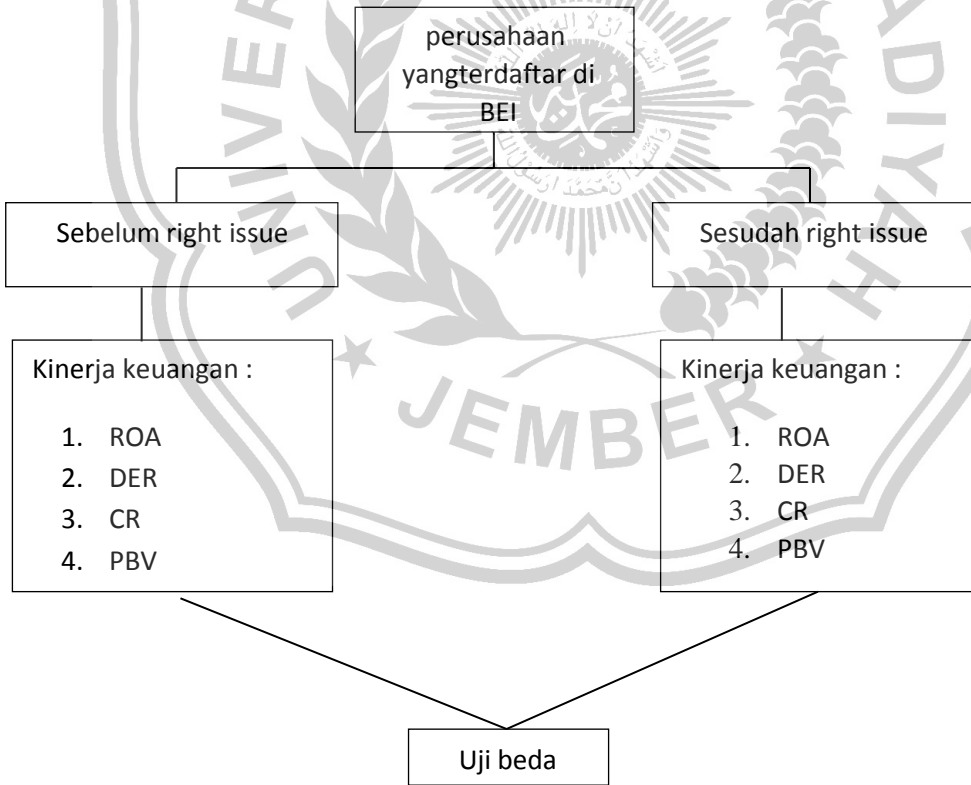 perusahaan
yangterdaftar di
BEI
Sebelum right issue
Sesudah right issue
Kinerja keuangan :
1. ROA
2. DER
3. CR
4. PBV
Kinerja keuangan :
1. ROA
2. DER
3. CR
4. PBV
Uji beda
JEMBER